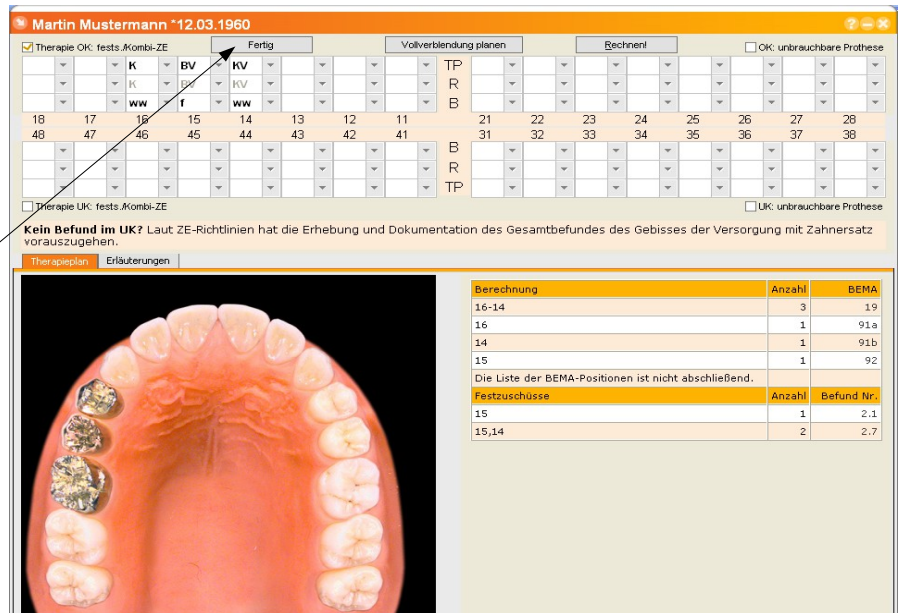 Martin Mustermann *12.03.1960
Therapie OK: fests./Kombi-ZE Fertig Vollverblendung planen Rechnen! OK: unbrauchbare Prothese
K BV KV TP
K BV KV R
ww f ww B
18 17 16 15 14 13 12 11 21 22 23 24 25 26 27 28
48 47 46 45 44 43 42 41 31 32 33 34 35 36 37 38
B
R
TP
Therapie UK: fests./Kombi-ZE UK: unbrauchbare Prothese
Kein Befund im UK? Laut ZE-Richtlinien hat die Erhebung und Dokumentation des Gesamtbefundes des Gebisses der Versorgung mit Zahnersatz
vorauszugehen.
Therapieplan Erläuterungen
Berechnung Anzahl BEMA
16-14 3 19
16 1 91a
14 1 91b
15 1 92
Die Liste der BEMA-Positionen ist nicht abschließend.
Festzuschüsse Anzahl Befund Nr.
15 1 2.1
15,14 2 2.7